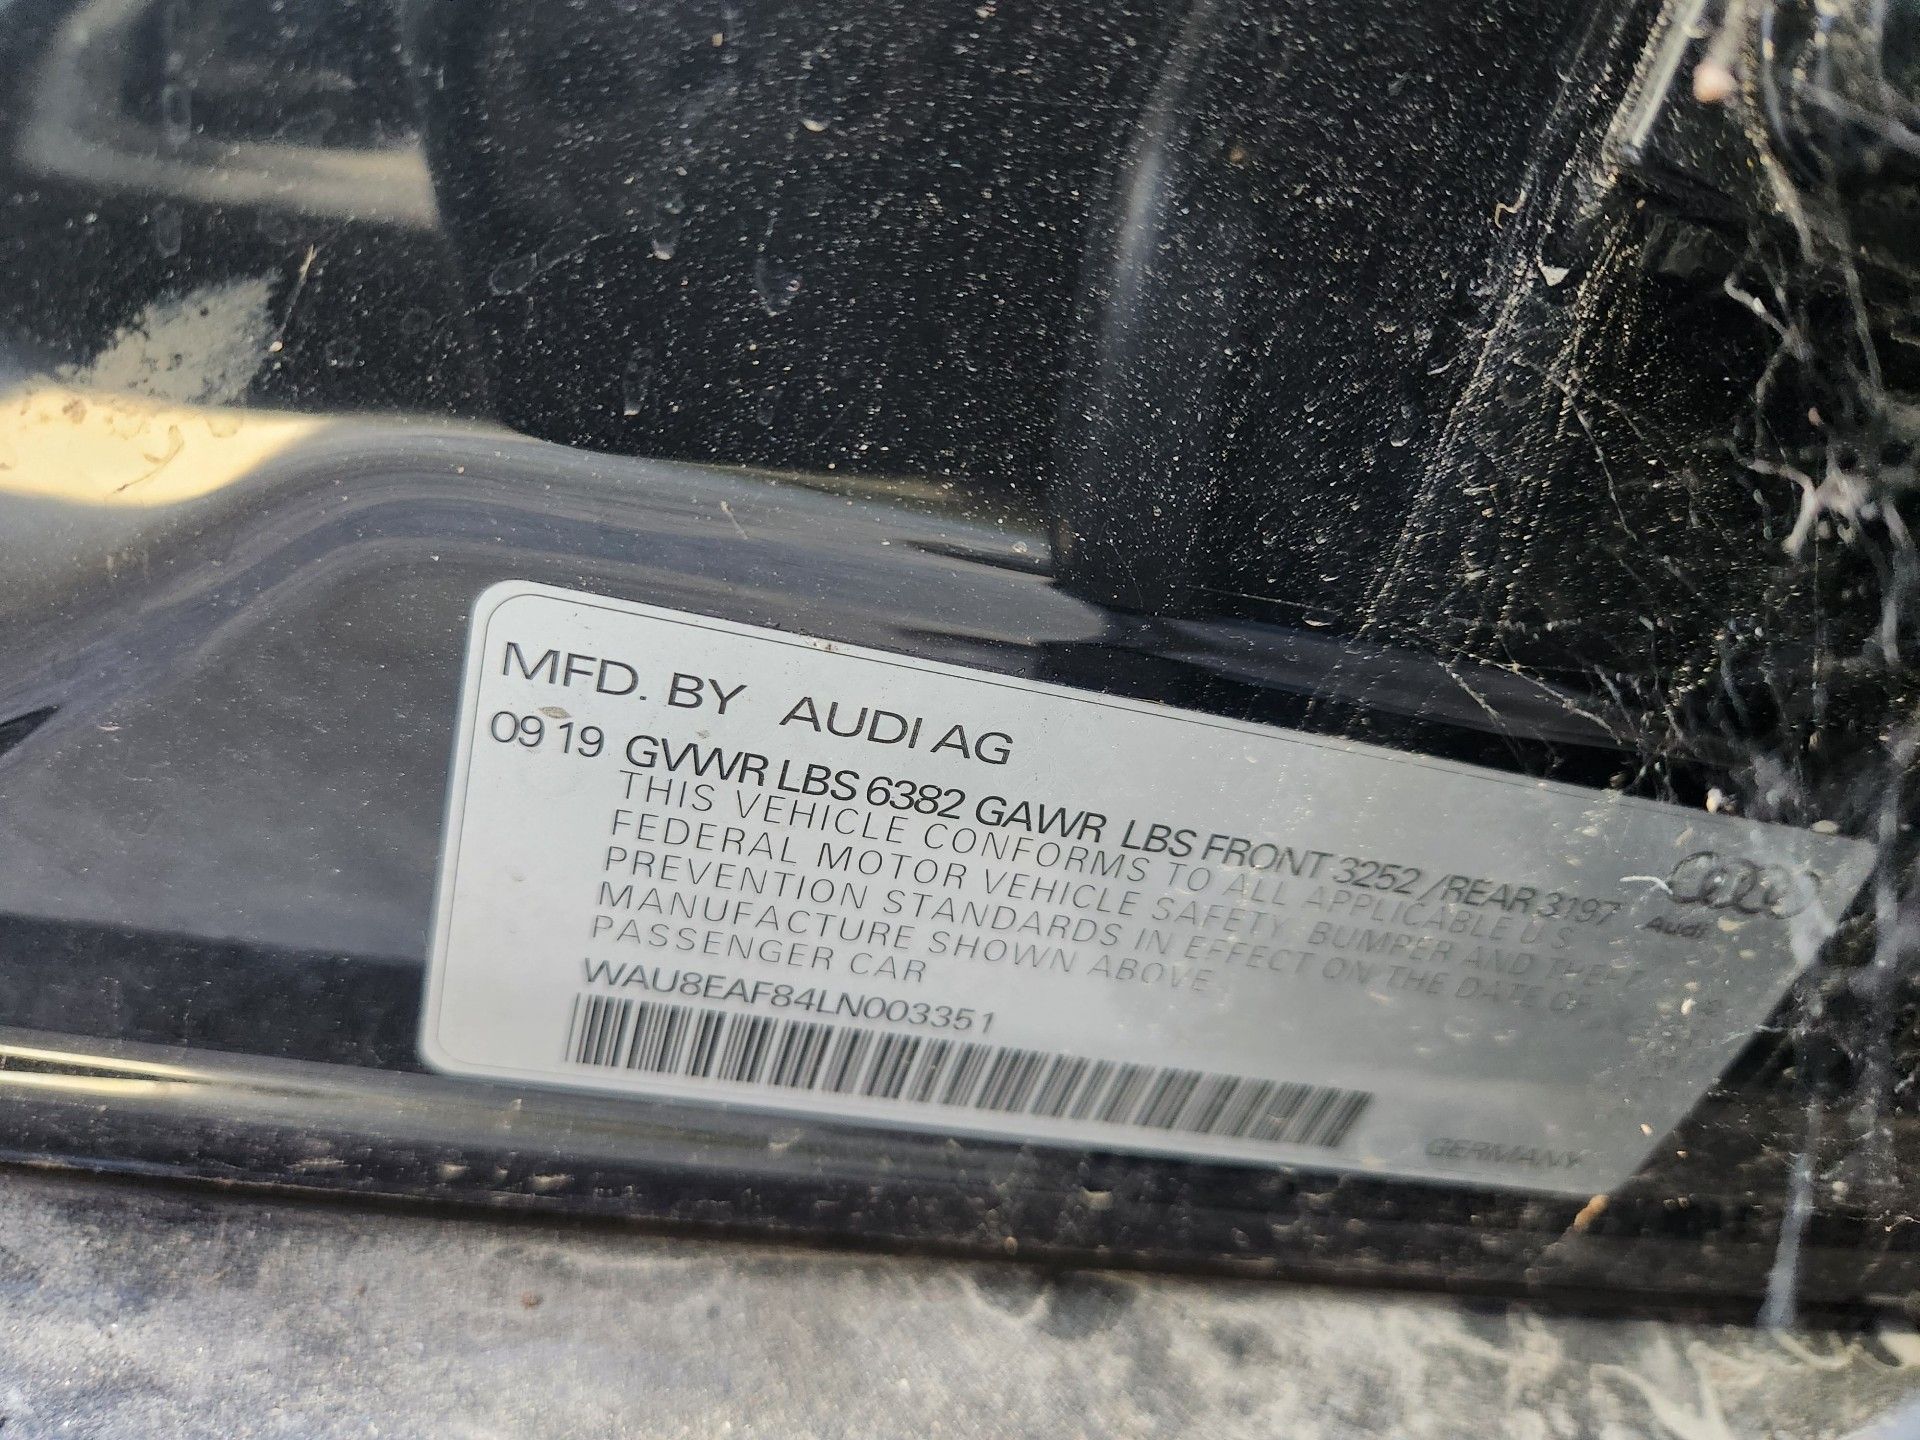 MFD. BY AUDI AG
09 19 GVWR LBS 6382 GAWR LBS FRONT 3252 /REAR 3197
THIS VEHICLE CONFORMS TO ALL APPLICABLE U S
FEDERAL MOTOR VEHICLE SAFETY BUMPER AND THEFT
PREVENTION STANDARDS IN EFFECT ON THE DATE OF
MANUFACTURE SHOWN ABOVE
PASSENGER CAR
Audi
WAU8EAF84LN003351
GERMANY